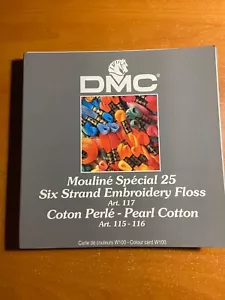 DMC
Mouliné Spécial 25
Six Strand Embroidery Floss
Art. 117
Coton Perlé - Pearl Cotton
Art. 115 - 116
Carte de couleurs W100 - Colour card W100